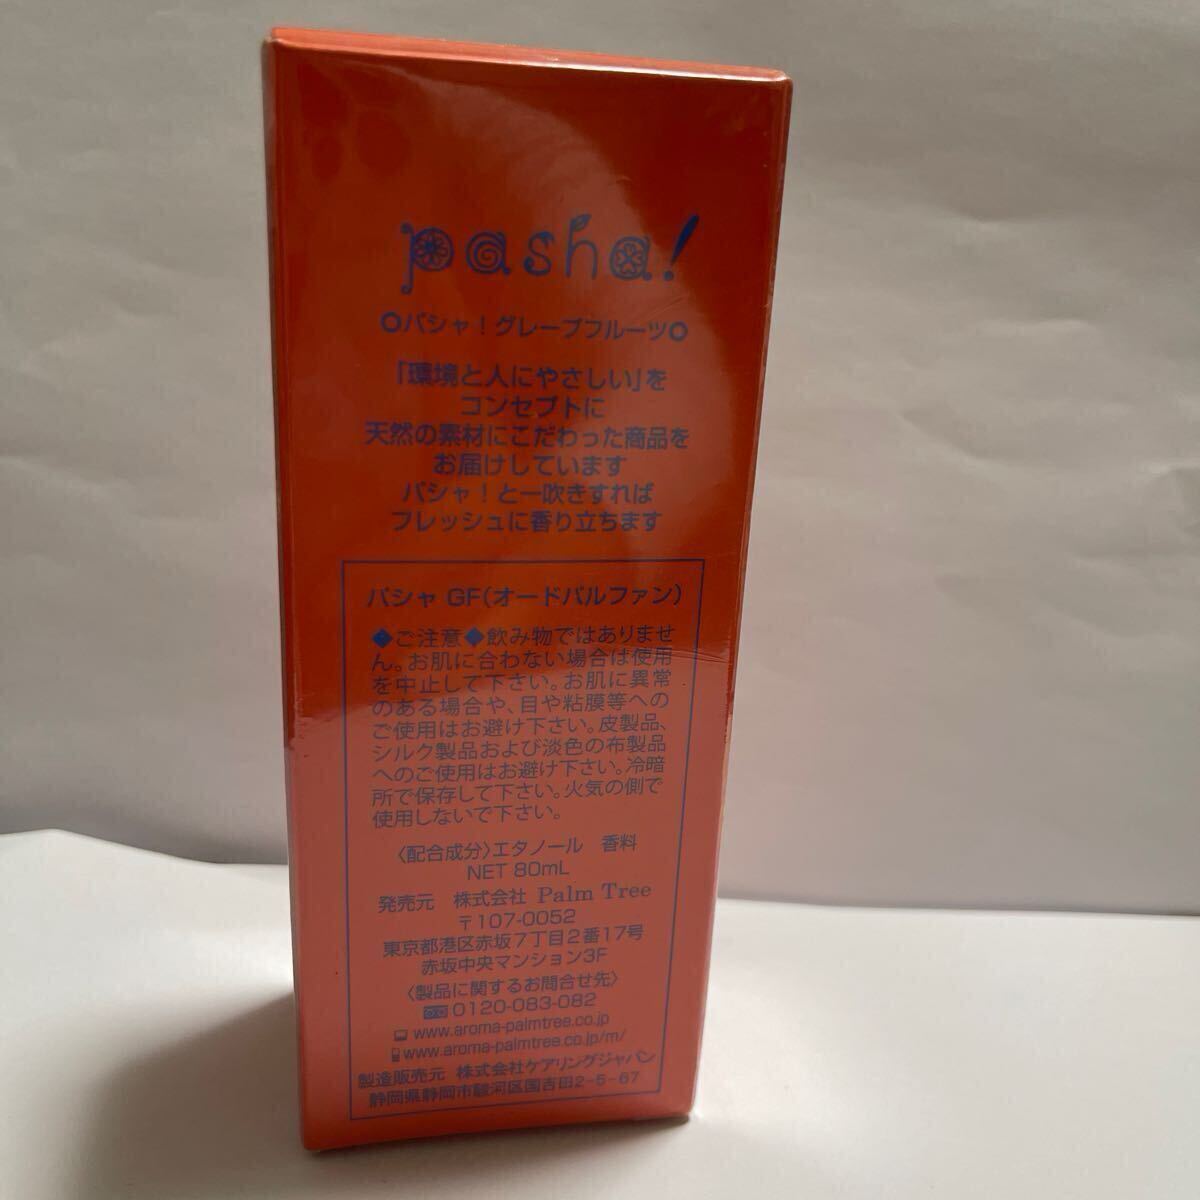 pasha!
○パシャ！グレープフルーツ○
「環境と人にやさしい」を
コンセプトに
天然の素材にこだわった商品を
お届けしています
パシャ！と一吹きすれば
フレッシュに香り立ちます
パシャ GF（オードパルファン）
◆ご注意◆飲み物ではありませ
ん。お肌に合わない場合は使用
を中止して下さい。お肌に異常
のある場合や、目や粘膜等への
ご使用はお避け下さい。皮製品、
シルク製品および淡色の布製品
へのご使用はお避け下さい。冷暗
所で保存して下さい。火気の側で
使用しないで下さい。
〈配合成分〉エタノール　香料
NET 80mL
発売元　株式会社 Palm Tree
〒107-0052
東京都港区赤坂7丁目2番17号
赤坂中央マンション3F
〈製品に関するお問合せ先〉
0120-083-082
www.aroma-palmtree.co.jp
www.aroma-palmtree.co.jp/m/
製造販売元　株式会社ケアリングジャパン
静岡県静岡市駿河区国吉田2-5-67